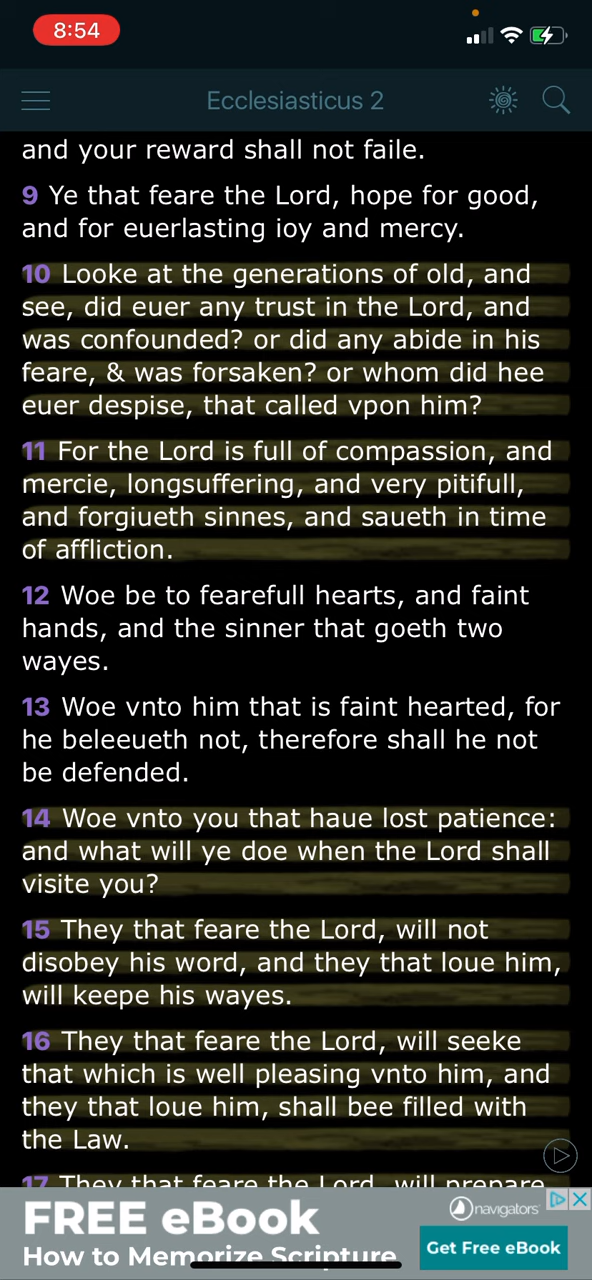 8:54
Ecclesiasticus 2
and your reward shall not faile.
9 Ye that feare the Lord, hope for good,
and for euerlasting ioy and mercy.
10 Looke at the generations of old, and
see, did euer any trust in the Lord, and
was confounded? or did any abide in his
feare, & was forsaken? or whom did hee
euer despise, that called vpon him?
11 For the Lord is full of compassion, and
mercie, longsuffering, and very pitifull,
and forgiueth sinnes, and saueth in time
of affliction.
12 Woe be to fearefull hearts, and faint
hands, and the sinner that goeth two
wayes.
13 Woe vnto him that is faint hearted, for
he beleeueth not, therefore shall he not
be defended.
14 Woe vnto you that haue lost patience:
and what will ye doe when the Lord shall
visite you?
15 They that feare the Lord, will not
disobey his word, and they that loue him,
will keepe his wayes.
16 They that feare the Lord, will seeke
that which is well pleasing vnto him, and
they that loue him, shall bee filled with
the Law.
17 They that feare the Lord, will prepare
FREE eBook
How to Memorize Scripture
navigators
Get Free eBook